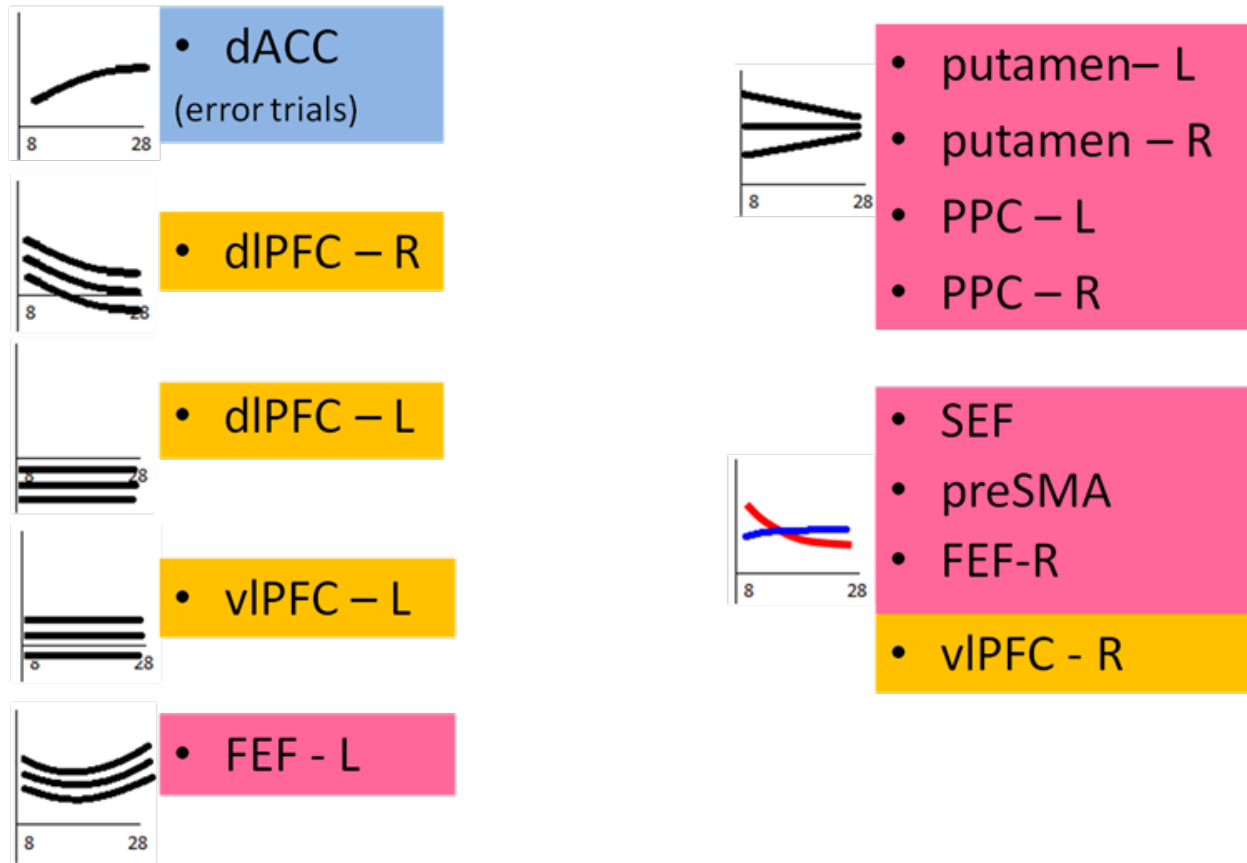 8 28
• dACC
(error trials)
8 28
• dlPFC – R
8 28
• dlPFC – L
8 28
• vlPFC – L
8 28
• FEF - L
8 28
• putamen– L
• putamen – R
• PPC – L
• PPC – R
8 28
• SEF
• preSMA
• FEF-R
• vlPFC - R